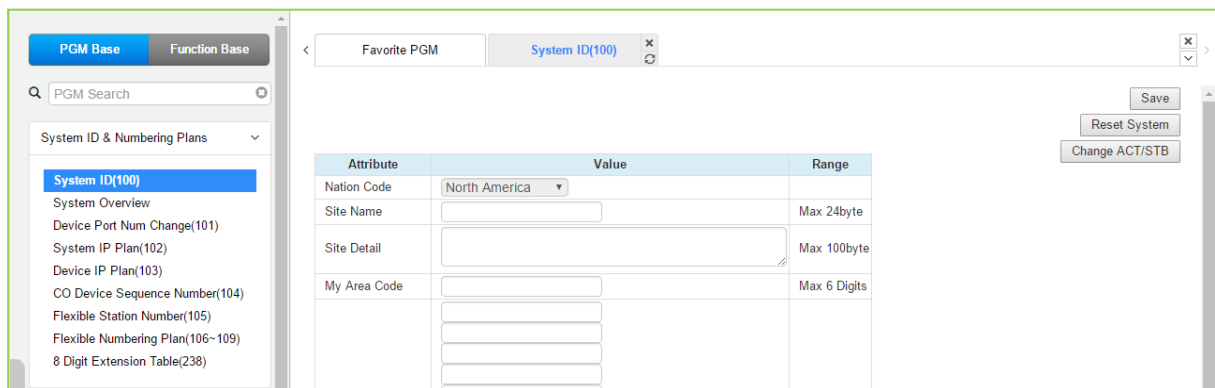 PGM Base Function Base
PGM Search
System ID & Numbering Plans
System ID(100)
System Overview
Device Port Num Change(101)
System IP Plan(102)
Device IP Plan(103)
CO Device Sequence Number(104)
Flexible Station Number(105)
Flexible Numbering Plan(106~109)
8 Digit Extension Table(238)
Favorite PGM System ID(100)
Save
Reset System
Change ACT/STB
Attribute Value Range
Nation Code North America
Site Name Max 24byte
Site Detail Max 100byte
My Area Code Max 6 Digits